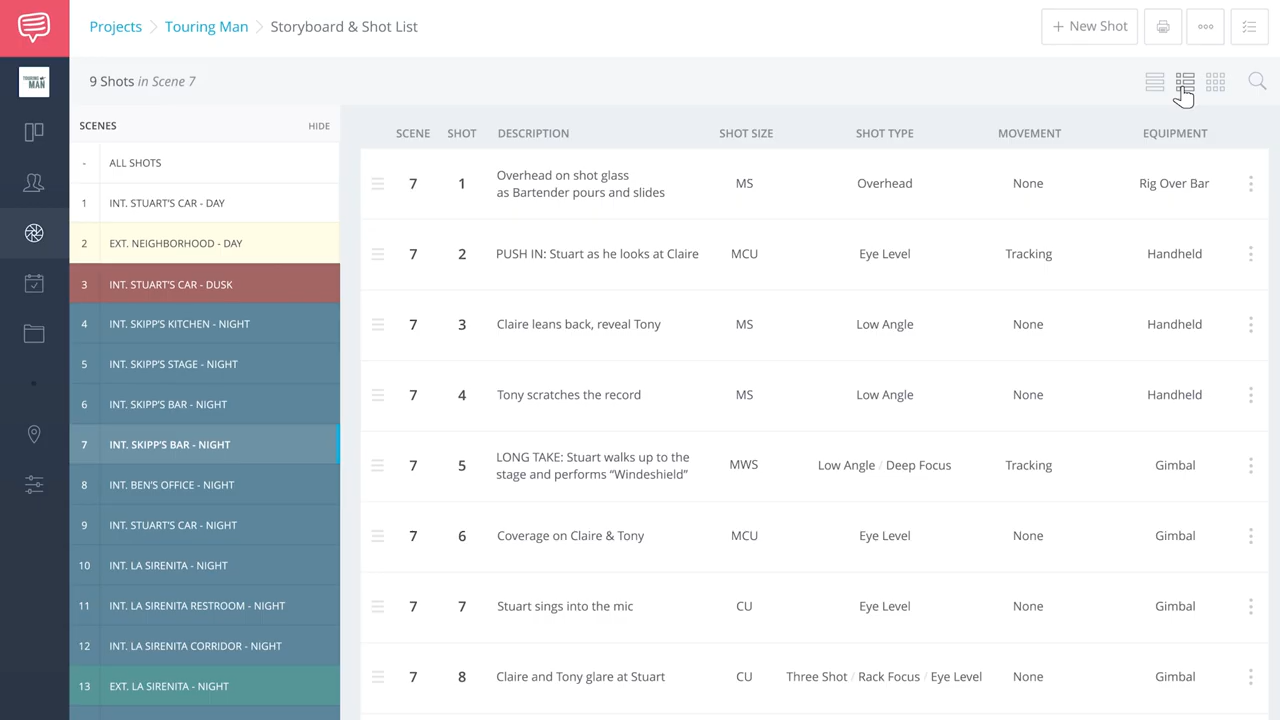 Projects > Touring Man > Storyboard & Shot List
+ New Shot
TOURING MAN
9 Shots in Scene 7
SCENES HIDE
- ALL SHOTS
1 INT. STUART'S CAR - DAY
2 EXT. NEIGHBORHOOD - DAY
3 INT. STUART'S CAR - DUSK
4 INT. SKIPP'S KITCHEN - NIGHT
5 INT. SKIPP'S STAGE - NIGHT
6 INT. SKIPP'S BAR - NIGHT
7 INT. SKIPP'S BAR - NIGHT
8 INT. BEN'S OFFICE - NIGHT
9 INT. STUART'S CAR - NIGHT
10 INT. LA SIRENITA - NIGHT
11 INT. LA SIRENITA RESTROOM - NIGHT
12 INT. LA SIRENITA CORRIDOR - NIGHT
13 EXT. LA SIRENITA - NIGHT
SCENE SHOT DESCRIPTION SHOT SIZE SHOT TYPE MOVEMENT EQUIPMENT
7 1 Overhead on shot glass
as Bartender pours and slides MS Overhead None Rig Over Bar
7 2 PUSH IN: Stuart as he looks at Claire MCU Eye Level Tracking Handheld
7 3 Claire leans back, reveal Tony MS Low Angle None Handheld
7 4 Tony scratches the record MS Low Angle None Handheld
7 5 LONG TAKE: Stuart walks up to the
stage and performs “Windeshield” MWS Low Angle / Deep Focus Tracking Gimbal
7 6 Coverage on Claire & Tony MCU Eye Level None Gimbal
7 7 Stuart sings into the mic CU Eye Level None Gimbal
7 8 Claire and Tony glare at Stuart CU Three Shot / Rack Focus / Eye Level None Gimbal